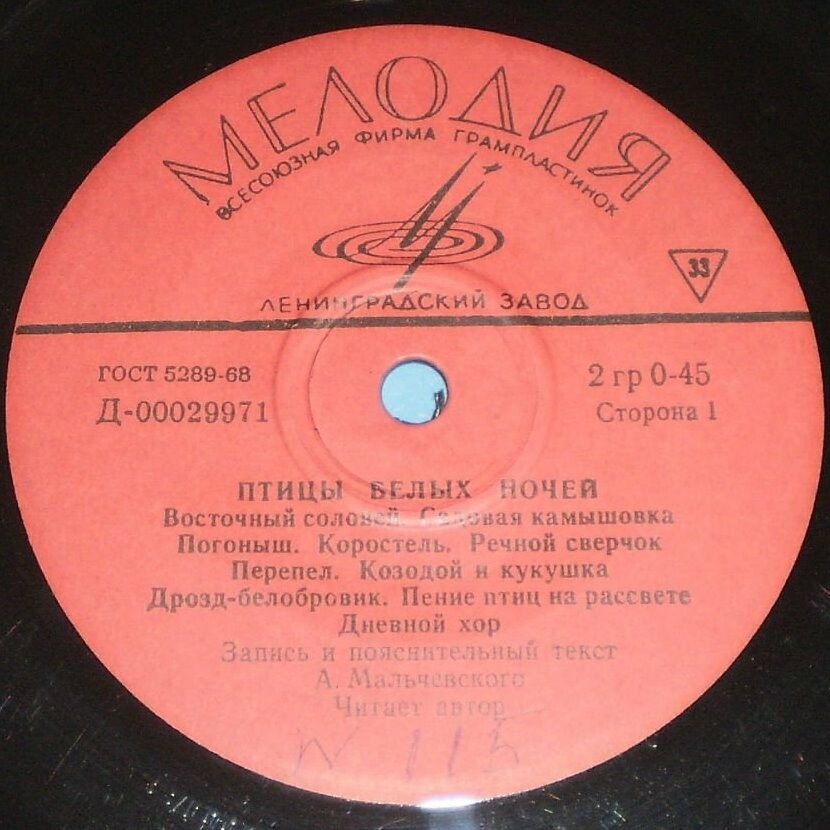 МЕЛОДИЯ
ВСЕСОЮЗНАЯ ФИРМА ГРАМПЛАСТИНОК
33
ЛЕНИНГРАДСКИЙ ЗАВОД
ГОСТ 5289-68
2 гр 0-45
Д-00029971
Сторона 1
ПТИЦЫ БЕЛЫХ НОЧЕЙ
Восточный соловей. Садовая камышовка
Погоныш. Коростель. Речной сверчок
Перепел. Козодой и кукушка
Дрозд-белобровик. Пение птиц на рассвете
Дневной хор
Запись и пояснительный текст
А. Мальчевского
Читает автор
N 115